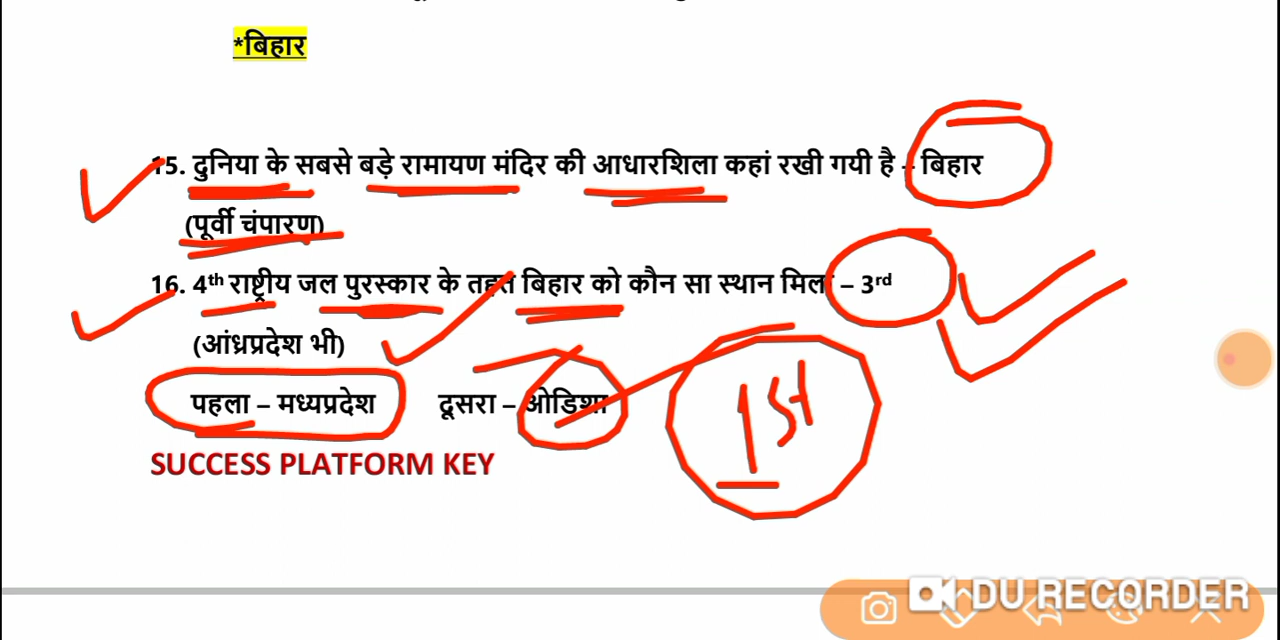 *बिहार
15. दुनिया के सबसे बड़े रामायण मंदिर की आधारशिला कहां रखी गयी है – बिहार
(पूर्वी चंपारण)
16. 4th राष्ट्रीय जल पुरस्कार के तहत बिहार को कौन सा स्थान मिला – 3rd
(आंध्रप्रदेश भी)
पहला – मध्यप्रदेश दूसरा – ओडिशा
1st
SUCCESS PLATFORM KEY
DU RECORDER